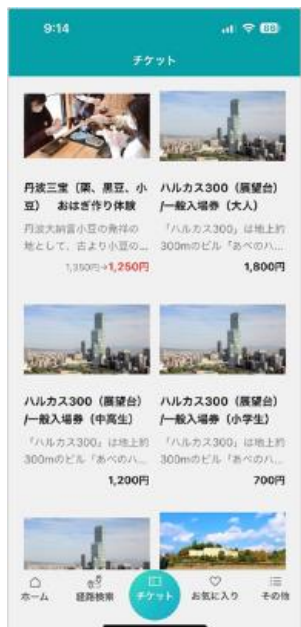 9:14
86
チケット
丹波三宝（栗、黒豆、小
豆）　おはぎ作り体験
丹波大納言小豆の発祥の
地として、古より小豆の...
1,350円→1,250円
ハルカス300（展望台）
/一般入場券（大人）
「ハルカス300」は地上約
300mのビル「あべのハ...
1,800円
ハルカス300（展望台）
/一般入場券（中高生）
「ハルカス300」は地上約
300mのビル「あべのハ...
1,200円
ハルカス300（展望台）
/一般入場券（小学生）
「ハルカス300」は地上約
300mのビル「あべのハ...
700円
ホーム
経路検索
チケット
お気に入り
その他